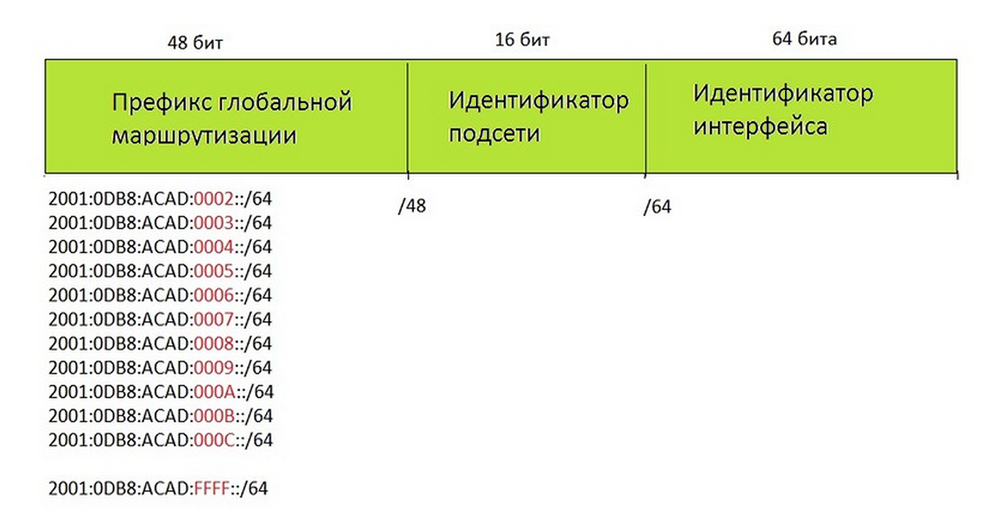 48 бит 16 бит 64 бита
Префикс глобальной
маршрутизации
Идентификатор
подсети
Идентификатор
интерфейса
/48 /64
2001:0DB8:ACAD:0002::/64
2001:0DB8:ACAD:0003::/64
2001:0DB8:ACAD:0004::/64
2001:0DB8:ACAD:0005::/64
2001:0DB8:ACAD:0006::/64
2001:0DB8:ACAD:0007::/64
2001:0DB8:ACAD:0008::/64
2001:0DB8:ACAD:0009::/64
2001:0DB8:ACAD:000A::/64
2001:0DB8:ACAD:000B::/64
2001:0DB8:ACAD:000C::/64
2001:0DB8:ACAD:FFFF::/64